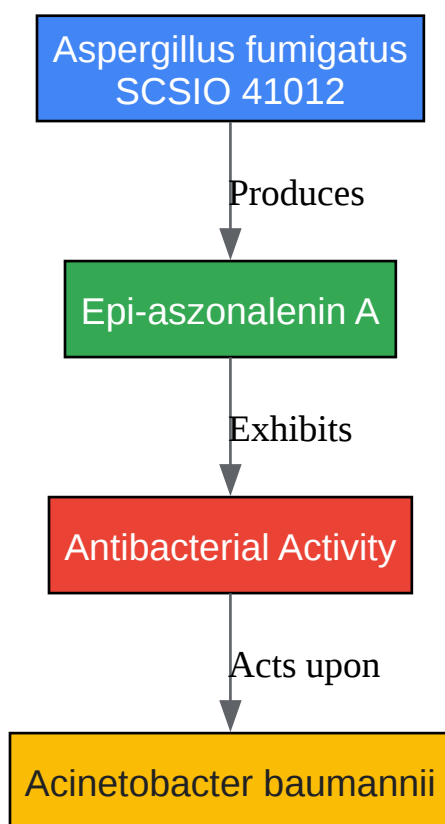 Aspergillus fumigatus
SCSIO 41012
Produces
Epi-aszonalenin A
Exhibits
Antibacterial Activity
Acts upon
Acinetobacter baumannii